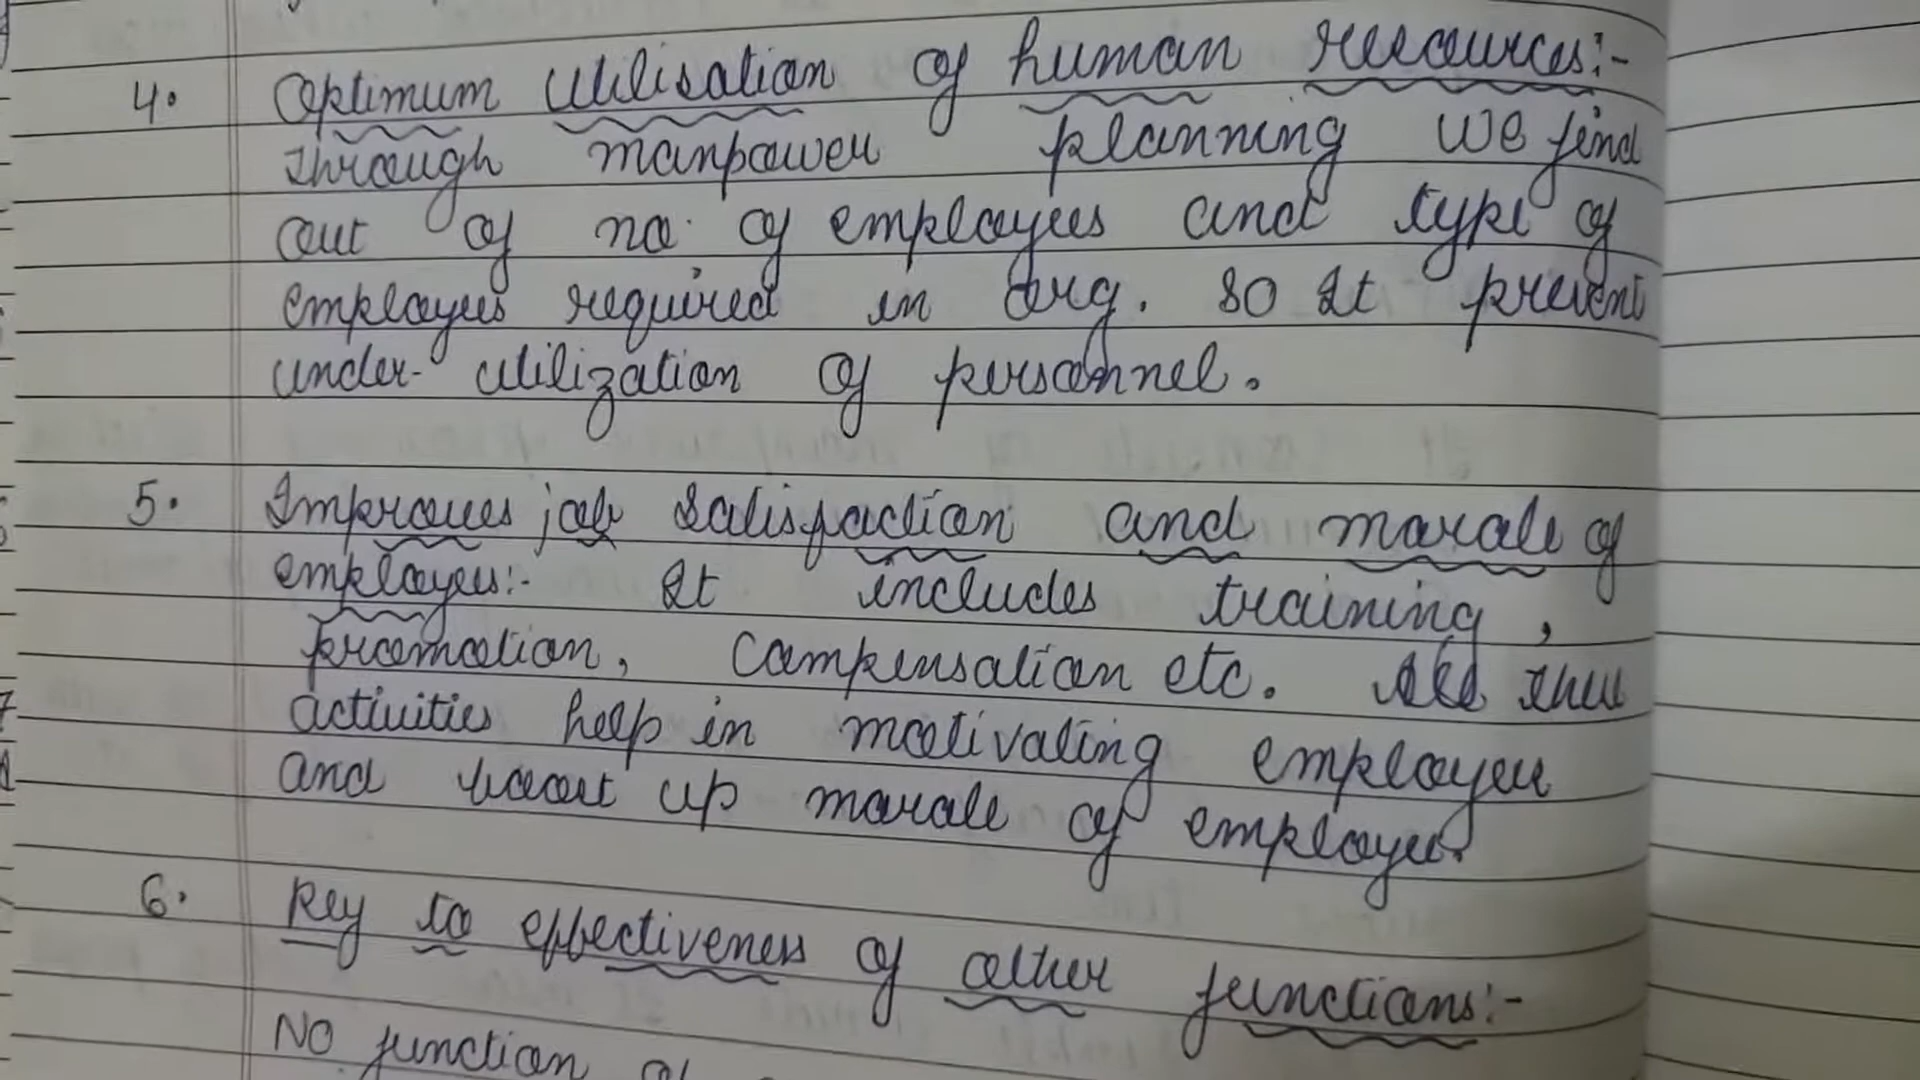 4. Optimum utilisation of human resources:-
Through manpower planning we find
out of no. of employees and type of
employees required in org. So it prevent
under-utilization of personnel.
5. Improves job satisfaction and morale of
employees:- It includes training,
promotion, compensation etc. All these
activities help in motivating employees
and boost up morale of employees.
6. Key to effectiveness of other functions:-
No function of